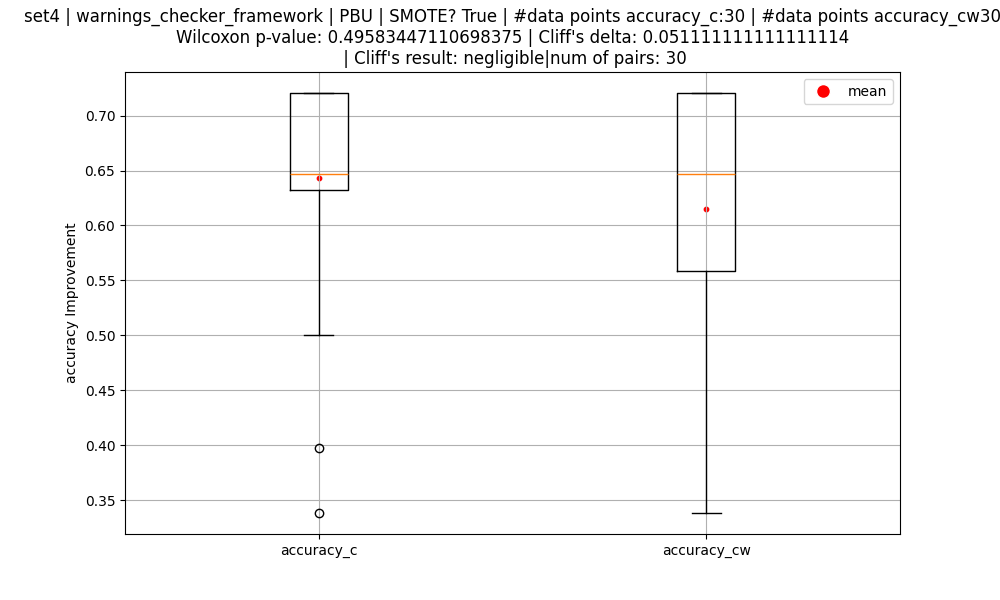 set4 | warnings_checker_framework | PBU | SMOTE? True | #data points accuracy_c:30 | #data points accuracy_cw30
Wilcoxon p-value: 0.49583447110698375 | Cliff's delta: 0.051111111111111114
| Cliff's result: negligible|num of pairs: 30
mean
0.70
0.65
0.60
0.55
0.50
0.45
0.40
0.35
accuracy Improvement
accuracy_c
accuracy_cw